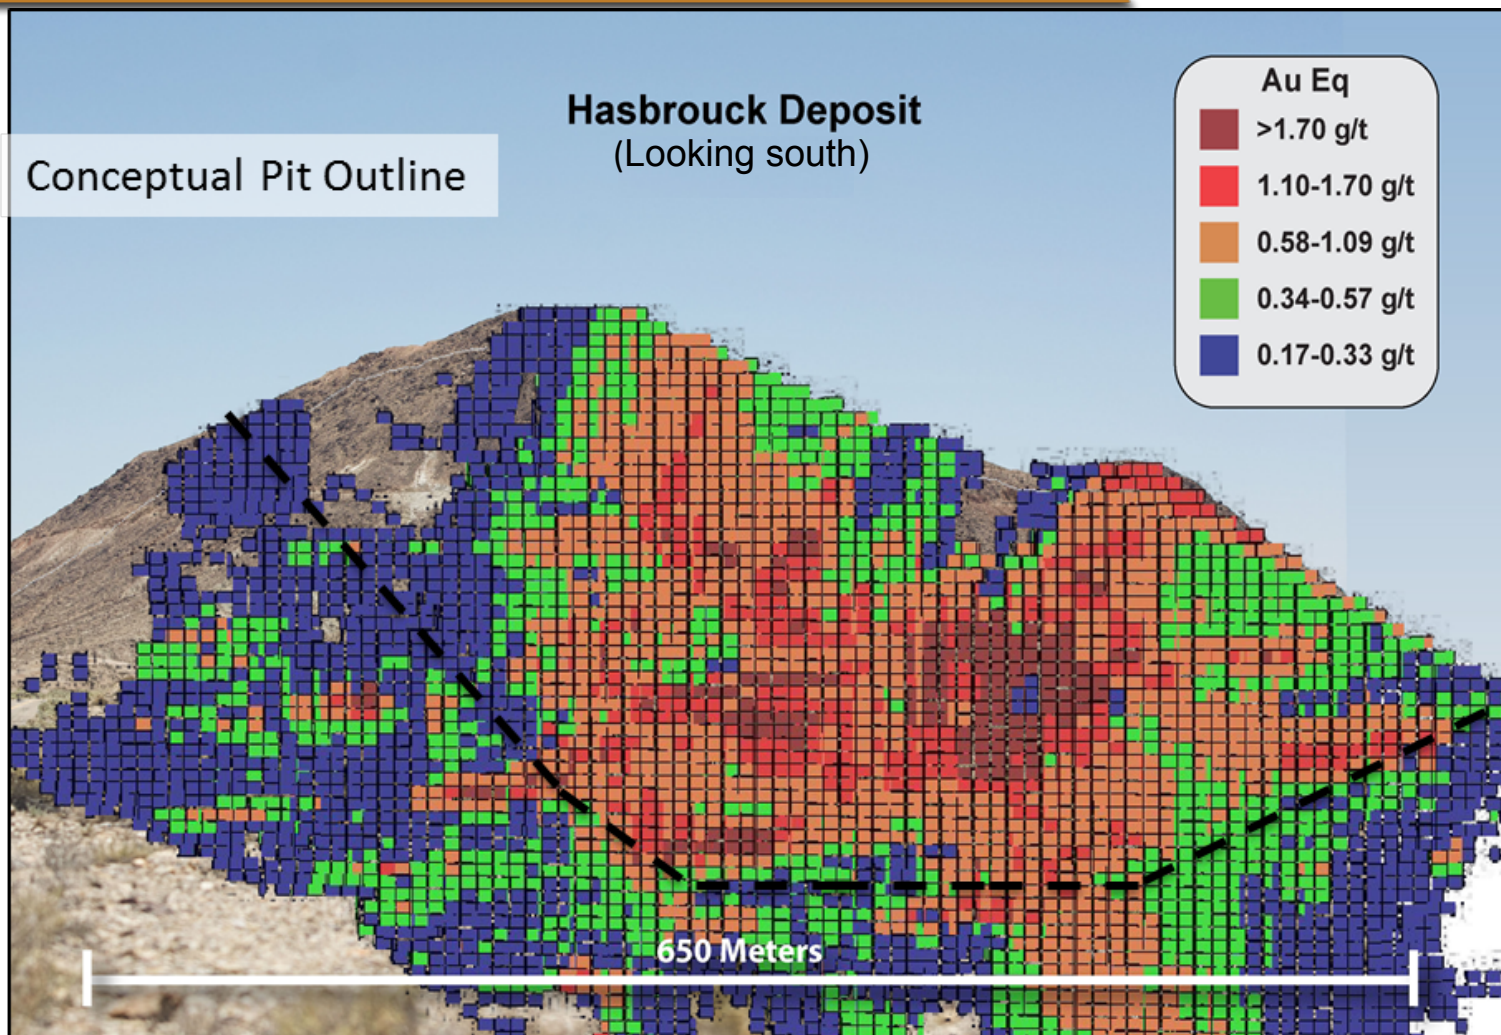 Hasbrouck Deposit
(Looking south)
Conceptual Pit Outline
Au Eq
>1.70 g/t
1.10-1.70 g/t
0.58-1.09 g/t
0.34-0.57 g/t
0.17-0.33 g/t
650 Meters